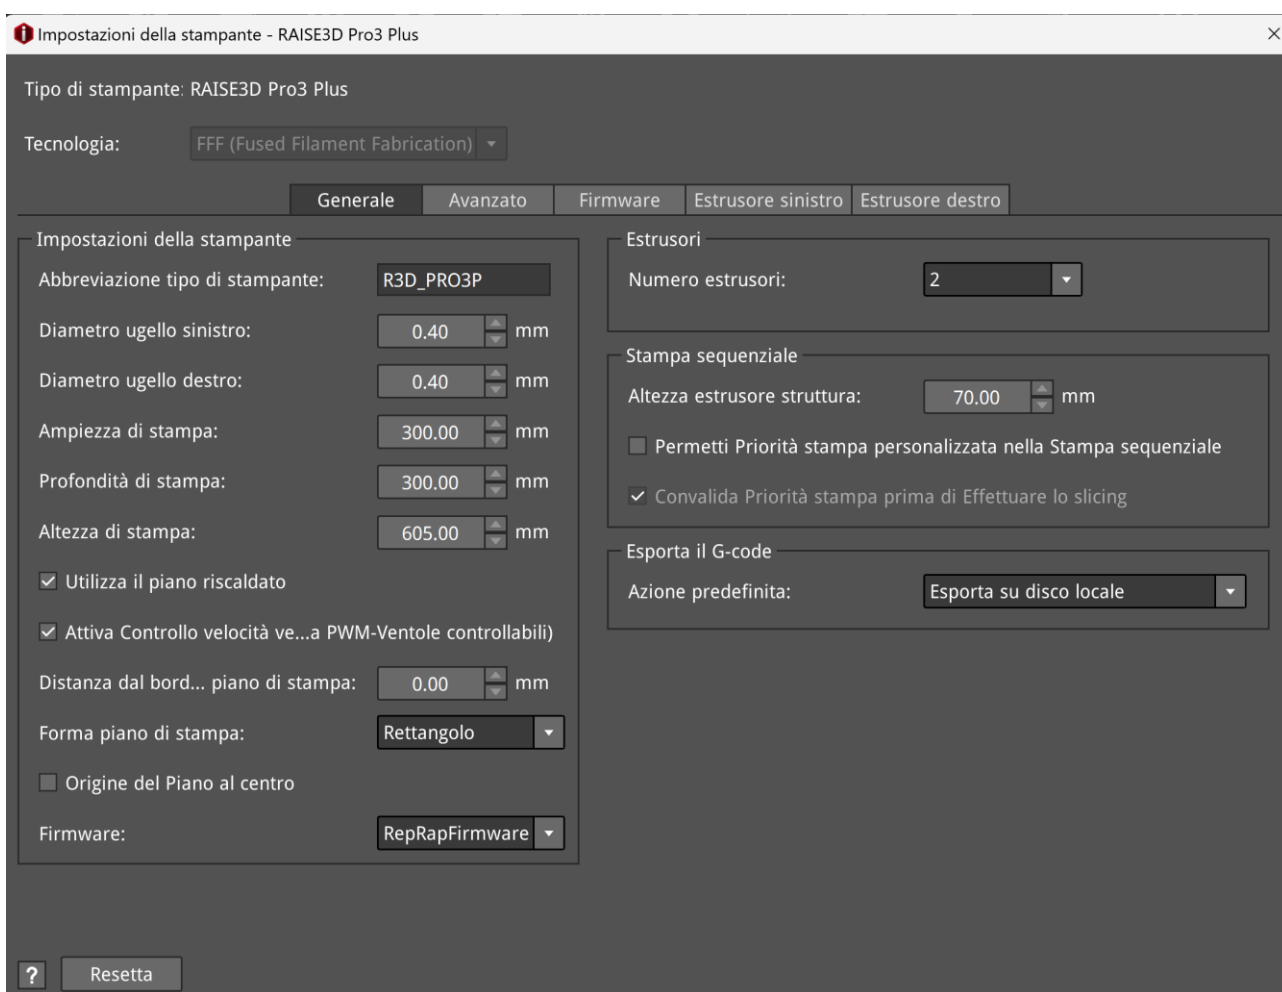 Impostazioni della stampante - RAISE3D Pro3 Plus
Tipo di stampante: RAISE3D Pro3 Plus
Tecnologia: FFF (Fused Filament Fabrication)
Generale Avanzato Firmware Estrusore sinistro Estrusore destro
Impostazioni della stampante
Abbreviazione tipo di stampante: R3D_PRO3P
Diametro ugello sinistro: 0.40 mm
Diametro ugello destro: 0.40 mm
Ampiezza di stampa: 300.00 mm
Profondità di stampa: 300.00 mm
Altezza di stampa: 605.00 mm
Utilizza il piano riscaldato
Attiva Controllo velocità ve...a PWM-Ventole controllabili)
Distanza dal bord... piano di stampa: 0.00 mm
Forma piano di stampa: Rettangolo
Origine del Piano al centro
Firmware: RepRapFirmware
Estrusori
Numero estrusori: 2
Stampa sequenziale
Altezza estrusore struttura: 70.00 mm
Permetti Priorità stampa personalizzata nella Stampa sequenziale
Convalida Priorità stampa prima di Effettuare lo slicing
Esporta il G-code
Azione predefinita: Esporta su disco locale
? Resetta